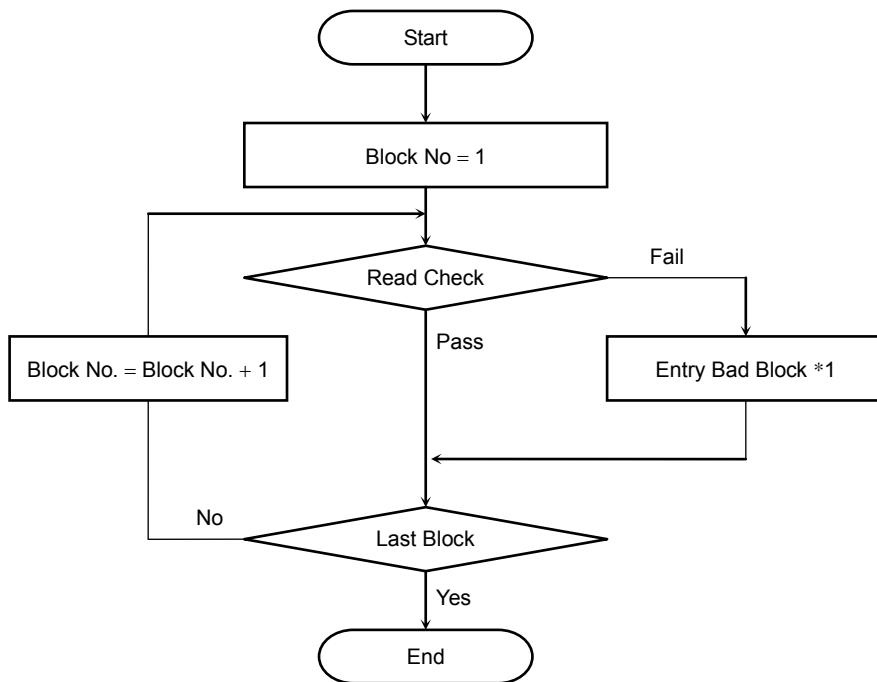 Start
Block No = 1
Read Check
Fail
Pass
Block No. = Block No. + 1
Entry Bad Block *1
No
Last Block
Yes
End